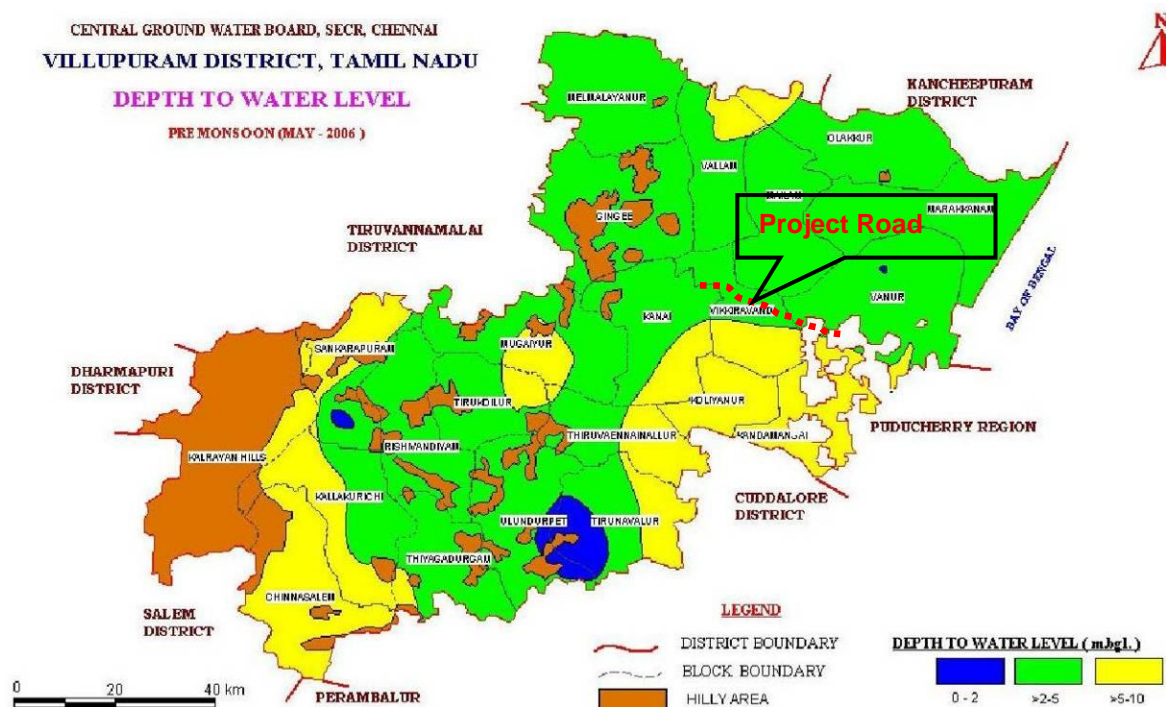 CENTRAL GROUND WATER BOARD, SECR, CHENNAI
VILLUPURAM DISTRICT, TAMIL NADU
DEPTH TO WATER LEVEL
PRE MONSOON (MAY - 2006 )
N
KANCHEEPURAM
DISTRICT
MELMALAYANUR
OLAKKUR
VALLAM
MAILAM
MARAKKANAM
GINGEE
Project Road
TIRUVANNAMALAI
DISTRICT
BAY OF BENGAL
VANUR
KANAI
VIKKIRAVANDI
SANKARAPURAM
MUGAIYUR
DHARMAPURI
DISTRICT
TIRUKOILUR
KOLIYANUR
PUDUCHERRY REGION
RISHIVANDIYAM
THIRUVAENNAINALLUR
KANDAMANGAI
KALRAYAN HILLS
KALLAKURICHI
CUDDALORE
DISTRICT
ULUNDURPET
TIRUNAVALUR
THIYAGADURGAM
CHINNASALEM
SALEM
DISTRICT
PERAMBALUR
0 20 40 km
LEGEND
DISTRICT BOUNDARY
BLOCK BOUNDARY
HILLY AREA
DEPTH TO WATER LEVEL ( m.bgl. )
0 - 2 >2-5 >5-10